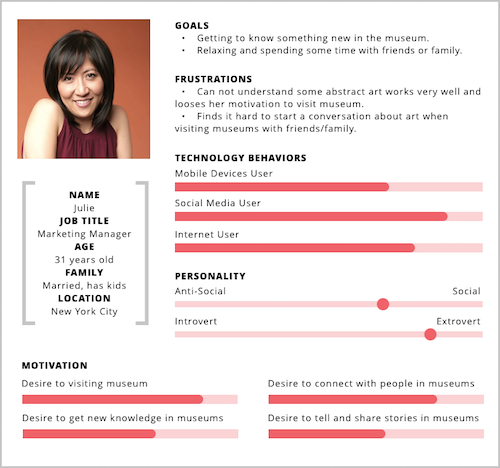 GOALS
• Getting to know something new in the museum.
• Relaxing and spending some time with friends or family.
FRUSTRATIONS
• Can not understand some abstract art works very well and
looses her motivation to visit museum.
• Finds it hard to start a conversation about art when
visiting museums with friends/family.
TECHNOLOGY BEHAVIORS
Mobile Devices User
Social Media User
Internet User
NAME
Julie
JOB TITLE
Marketing Manager
AGE
31 years old
FAMILY
Married, has kids
LOCATION
New York City
PERSONALITY
Anti-Social Social
Introvert Extrovert
MOTIVATION
Desire to visiting museum
Desire to get new knowledge in museums
Desire to connect with people in museums
Desire to tell and share stories in museums